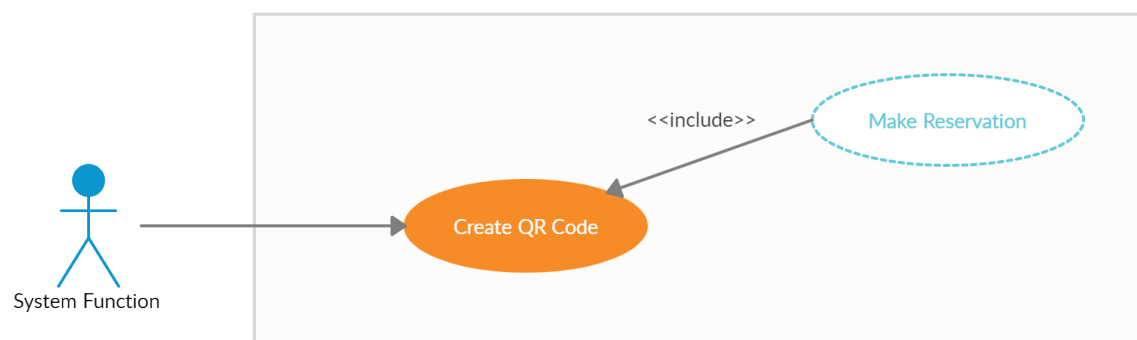 <<include>>
Make Reservation
Create QR Code
System Function